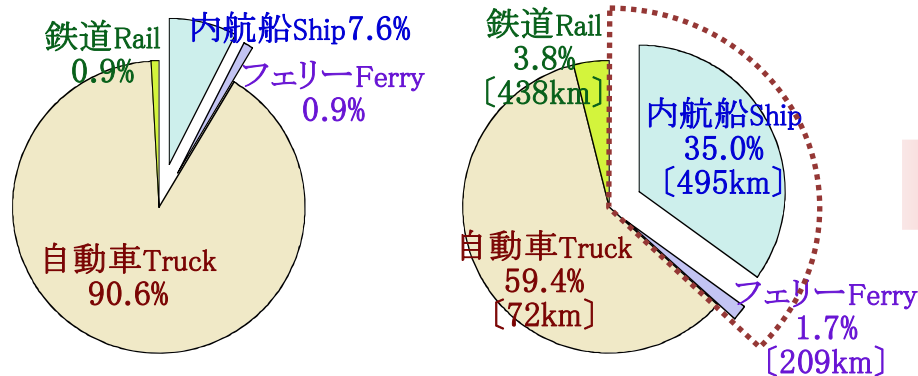 鉄道Rail
0.9%
内航船Ship7.6%
フェリーFerry
0.9%
自動車Truck
90.6%
鉄道Rail
3.8%
〔438km〕
内航船Ship
35.0%
〔495km〕
自動車Truck
59.4%
〔72km〕
フェリーFerry
1.7%
〔209km〕